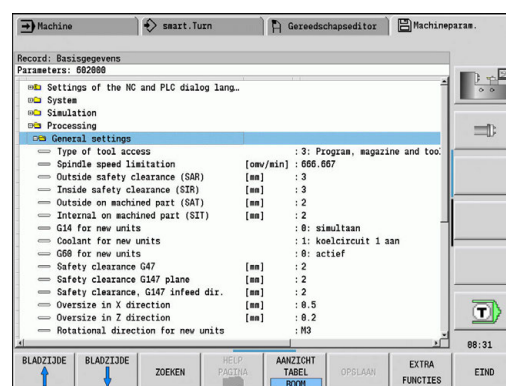 Machine
smart.Turn
Gereedschapseditor
Machineparam.
Record: Basisgegevens
Parameters: 602000
Settings of the NC and PLC dialog lang…
System
Simulation
Processing
General settings
Type of tool access : 3: Program, magazine and too
Spindle speed limitation [omw/min] : 666.667
Outside safety clearance (SAR) [mm] : 3
Inside safety clearance (SIR) [mm] : 3
Outside on machined part (SAT) [mm] : 2
Internal on machined part (SIT) [mm] : 2
G14 for new units : 0: simultaan
Coolant for new units : 1: koelcircuit 1 aan
G60 for new units : 0: actief
Safety clearance G47 [mm] : 2
Safety clearance G147 plane [mm] : 2
Safety clearance, G147 infeed dir. [mm] : 2
Oversize in X direction [mm] : 0.5
Oversize in Z direction [mm] : 0.2
Rotational direction for new units : M3
T
08:31
BLADZIJDE
BLADZIJDE
ZOEKEN
HELP
PAGINA
AANZICHT
TABEL
BOOM
OPSLAAN
EXTRA
FUNCTIES
EIND